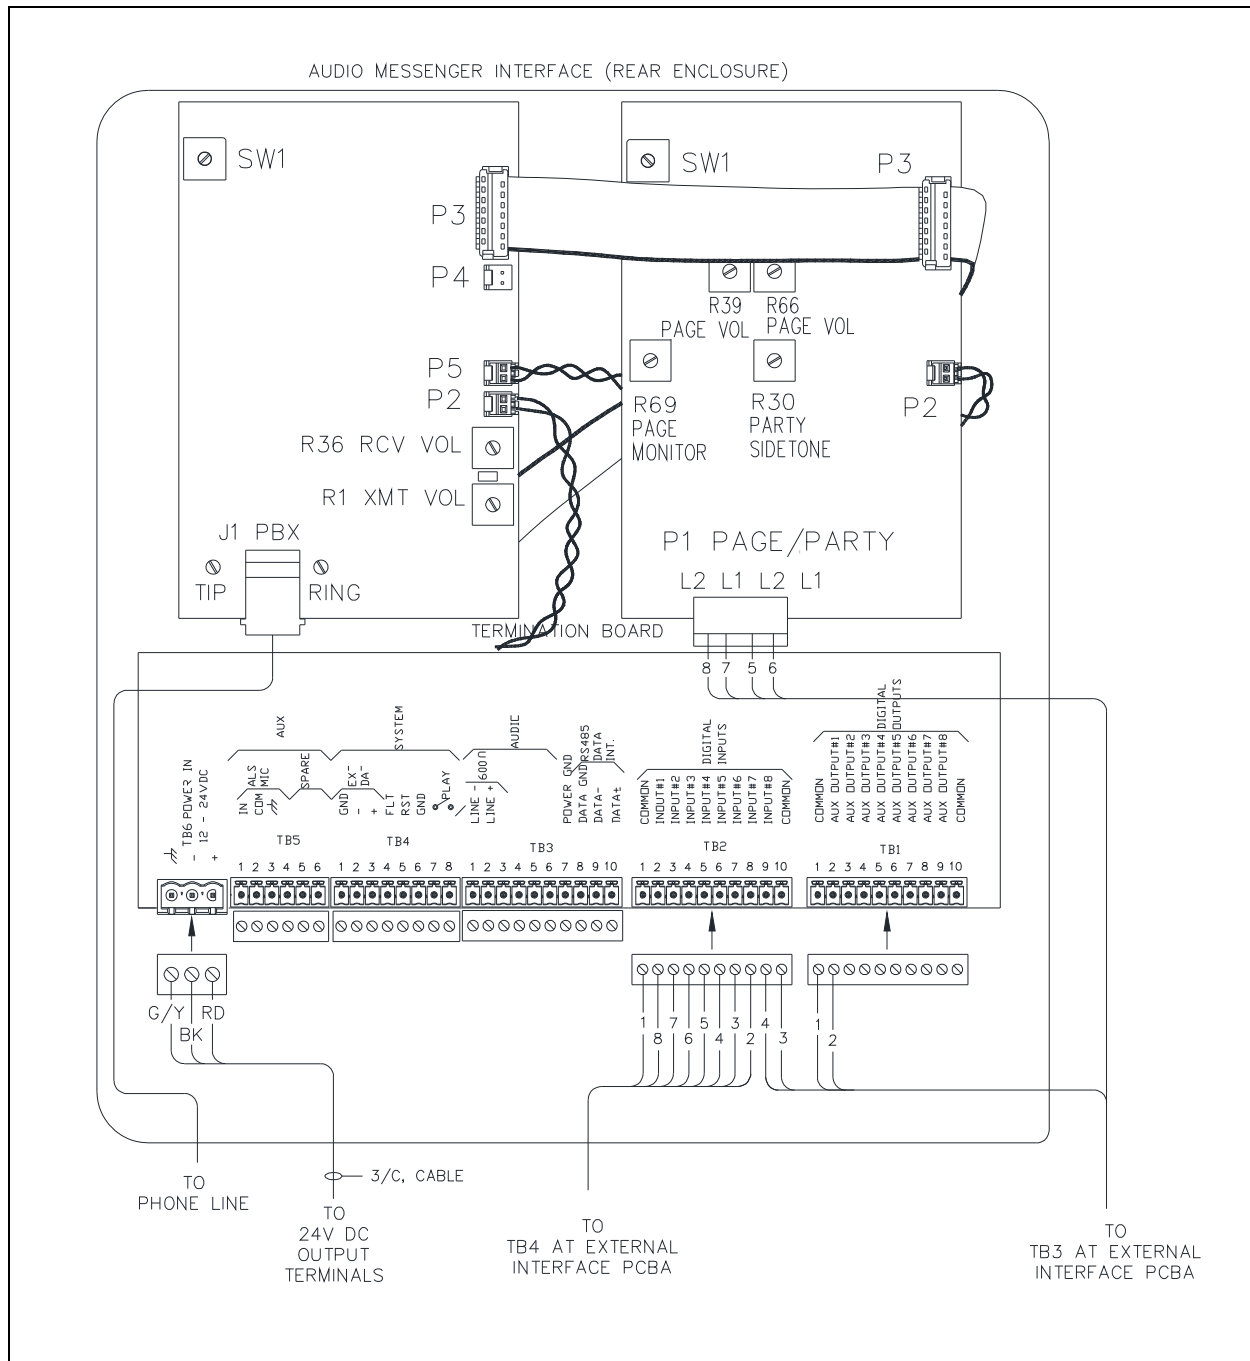 AUDIO MESSENGER INTERFACE (REAR ENCLOSURE)
SW1
SW1
P3
P3
P4
R39
PAGE VOL
R66
PAGE VOL
P5
P2
R69
PAGE
MONITOR
R30
PARTY
SIDETONE
P2
R36 RCV VOL
R1 XMT VOL
J1 PBX
TIP
RING
P1 PAGE/PARTY
L2 L1 L2 L1
TERMINATION BOARD
8 7 5 6
TB6 POWER IN
12 - 24VDC
-
+
AUX
ALS
MIC
SPARE
IN
COM
TB5
1 2 3 4 5 6
SYSTEM
EX-
DA-
GND
-
+
FLT
RST
GND
PLAY
TB4
1 2 3 4 5 6 7 8
AUDIC
600Ω
LINE -
LINE +
RS485
DATA
INT.
POWER GND
DATA GND
DATA-
DATA±
TB3
1 2 3 4 5 6 7 8 9 10
DIGITAL
INPUTS
COMMON
INOUT#1
INPUT#2
INPUT#3
INPUT#4
INPUT#5
INPUT#6
INPUT#7
INPUT#8
COMMON
TB2
1 2 3 4 5 6 7 8 9 10
DIGITAL
OUTPUTS
COMMON
AUX OUTPUT#1
AUX OUTPUT#2
AUX OUTPUT#3
AUX OUTPUT#4
AUX OUTPUT#5
AUX OUTPUT#6
AUX OUTPUT#7
AUX OUTPUT#8
COMMON
TB1
1 2 3 4 5 6 7 8 9 10
G/Y
BK
RD
1 8 7 6 5 4 3 2 4 3
1 2
TO
PHONE LINE
3/C, CABLE
TO
24V DC
OUTPUT
TERMINALS
TO
TB4 AT EXTERNAL
INTERFACE PCBA
TO
TB3 AT EXTERNAL
INTERFACE PCBA